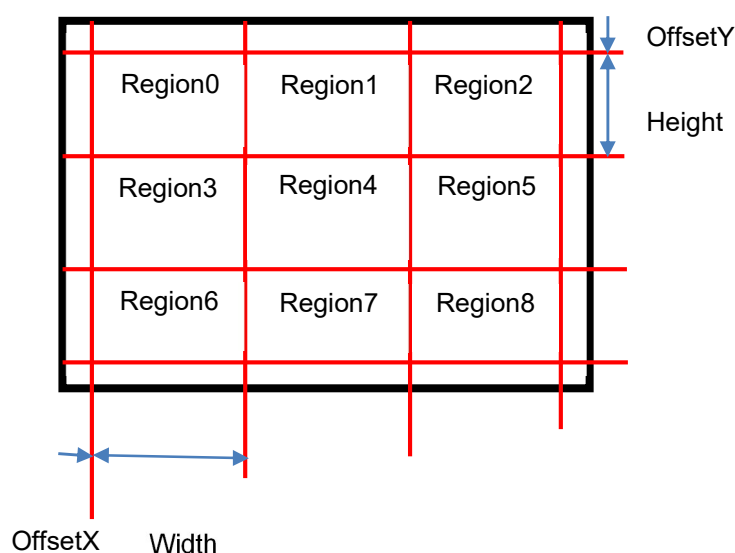 OffsetY
Region0 Region1 Region2
Height
Region3 Region4 Region5
Region6 Region7 Region8
OffsetX Width